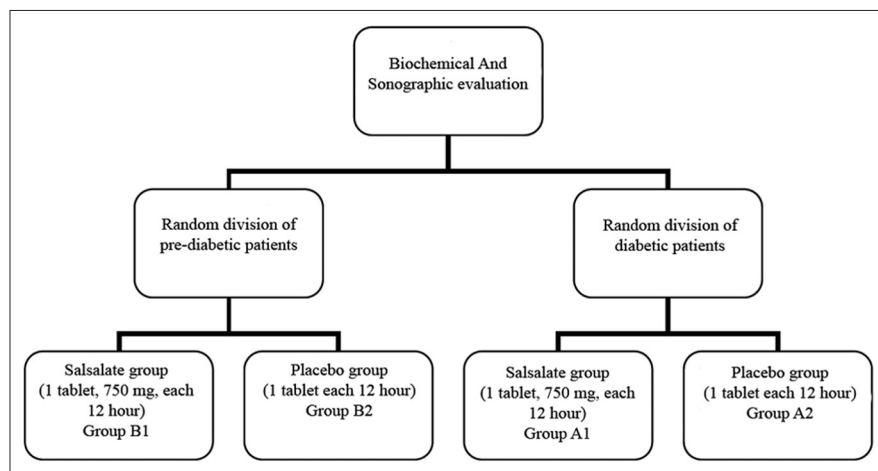 Biochemical And
Sonographic evaluation
Random division of
pre-diabetic patients
Random division of
diabetic patients
Salsalate group
(1 tablet, 750 mg, each
12 hour)
Group B1
Placebo group
(1 tablet each 12 hour)
Group B2
Salsalate group
(1 tablet, 750 mg, each
12 hour)
Group A1
Placebo group
(1 tablet each 12 hour)
Group A2